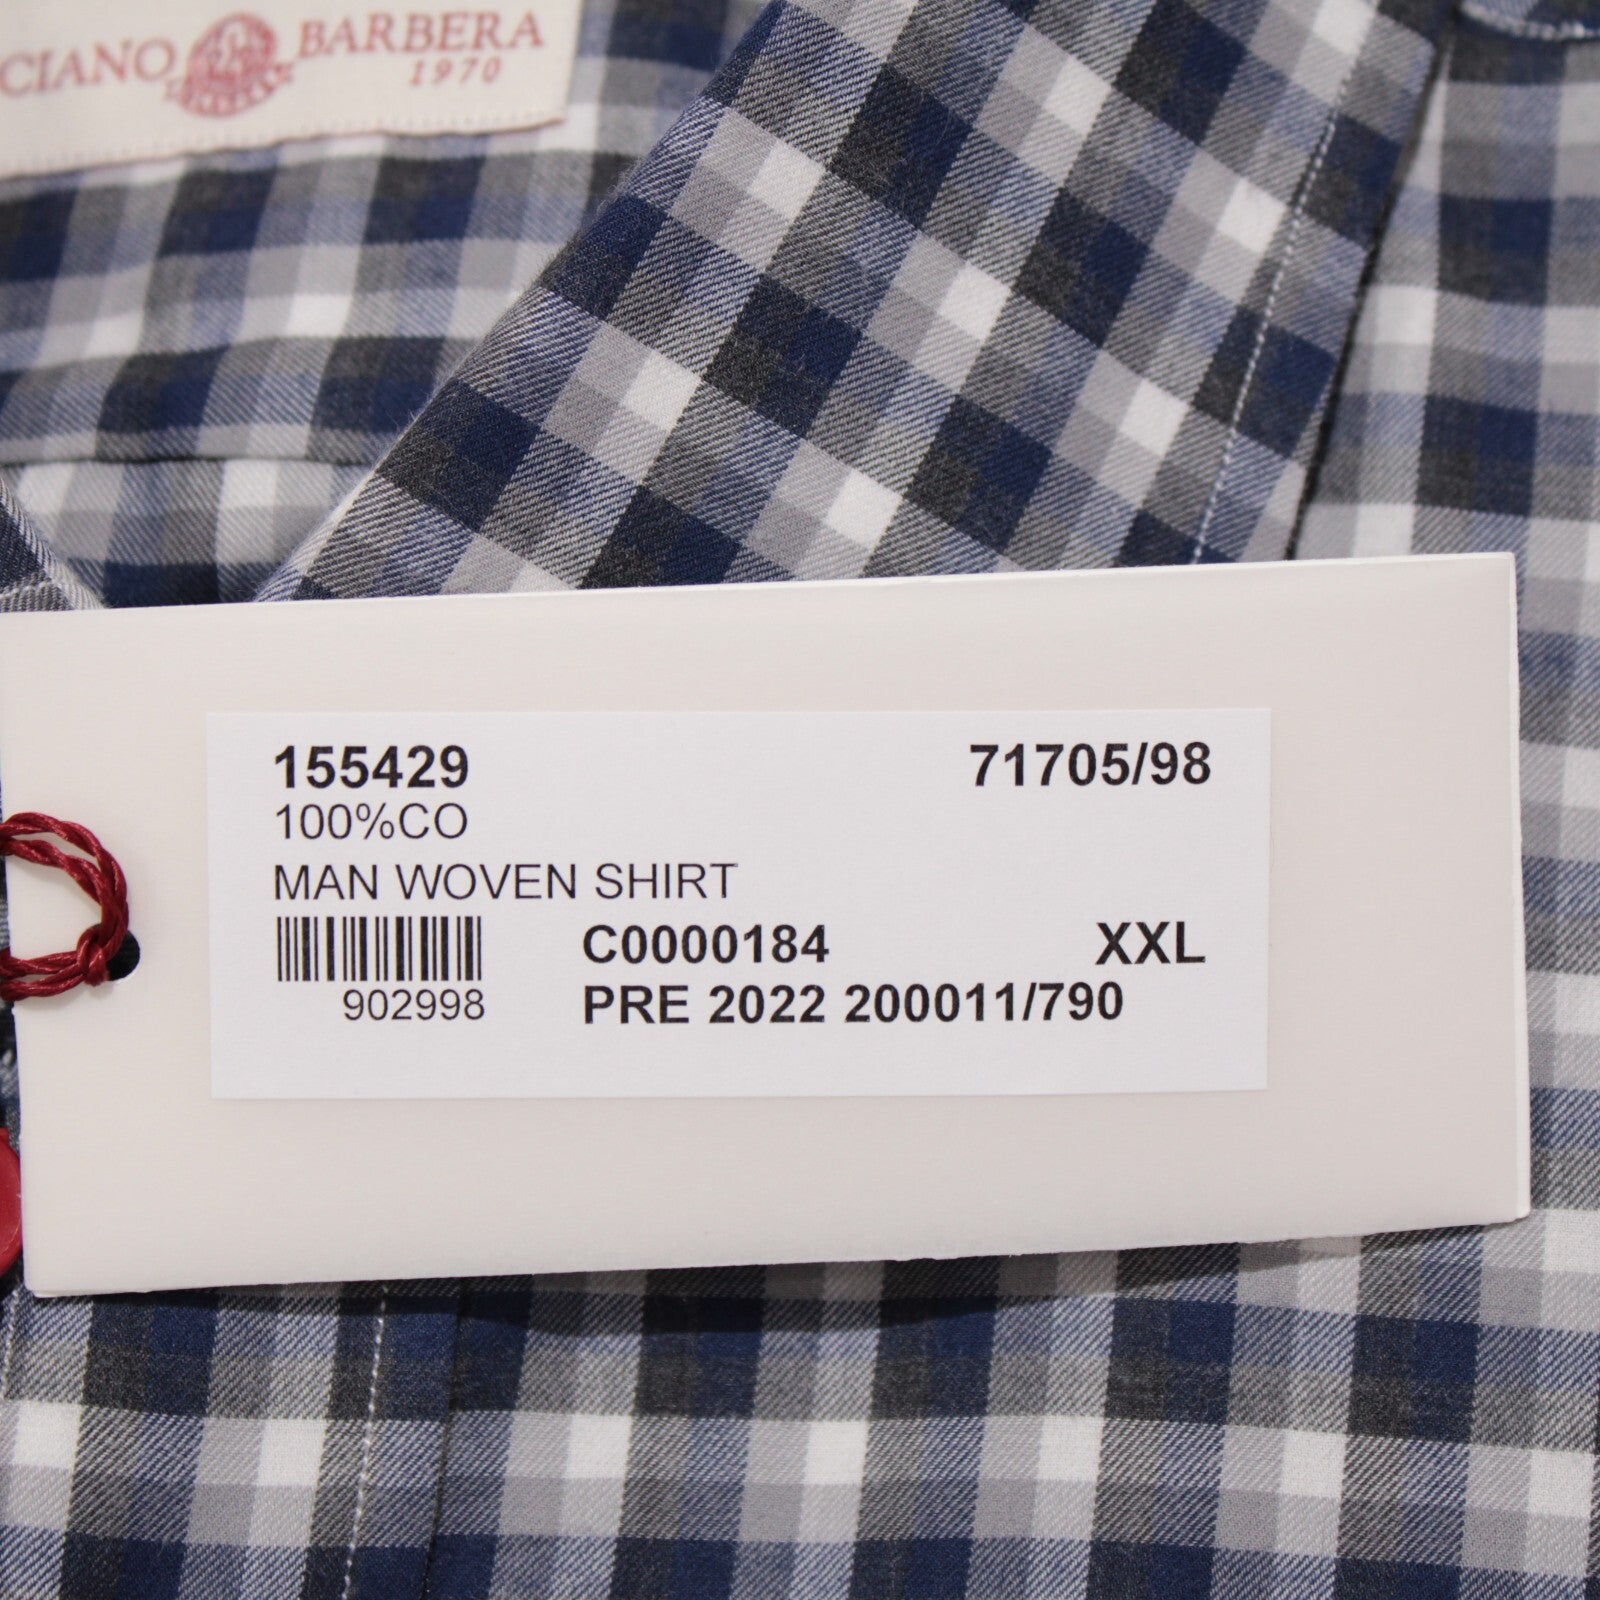 CIANO BARBERA
1970
155429 71705/98
100%CO
MAN WOVEN SHIRT
C0000184 XXL
902998 PRE 2022 200011/790